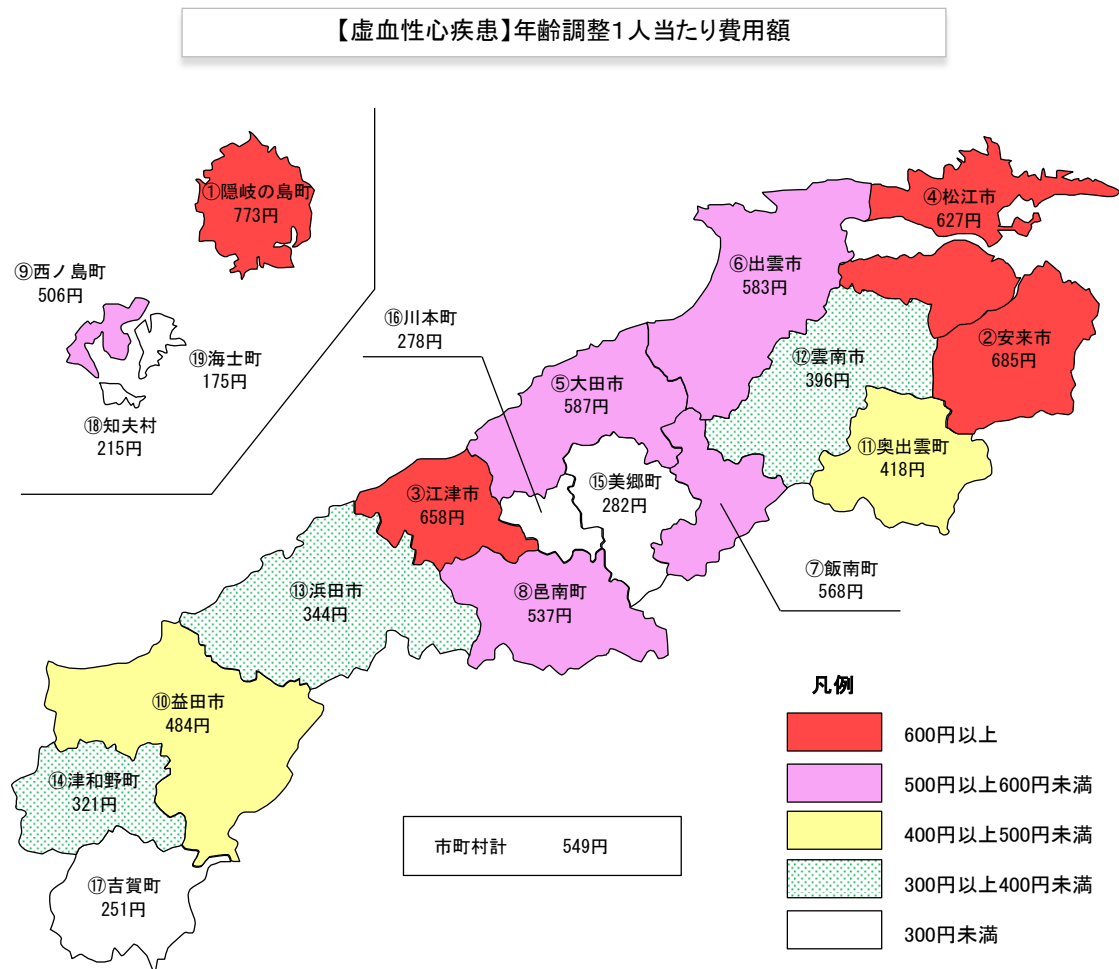 【虚血性心疾患】年齢調整1人当たり費用額
①隠岐の島町
773円
④松江市
627円
⑨西ノ島町
506円
⑥出雲市
583円
⑯川本町
278円
②安来市
685円
⑲海士町
175円
⑫雲南市
396円
⑤大田市
587円
⑱知夫村
215円
⑪奥出雲町
418円
⑮美郷町
282円
③江津市
658円
⑦飯南町
568円
⑬浜田市
344円
⑧邑南町
537円
⑩益田市
484円
⑭津和野町
321円
⑰吉賀町
251円
市町村計 549円
凡例
600円以上
500円以上600円未満
400円以上500円未満
300円以上400円未満
300円未満